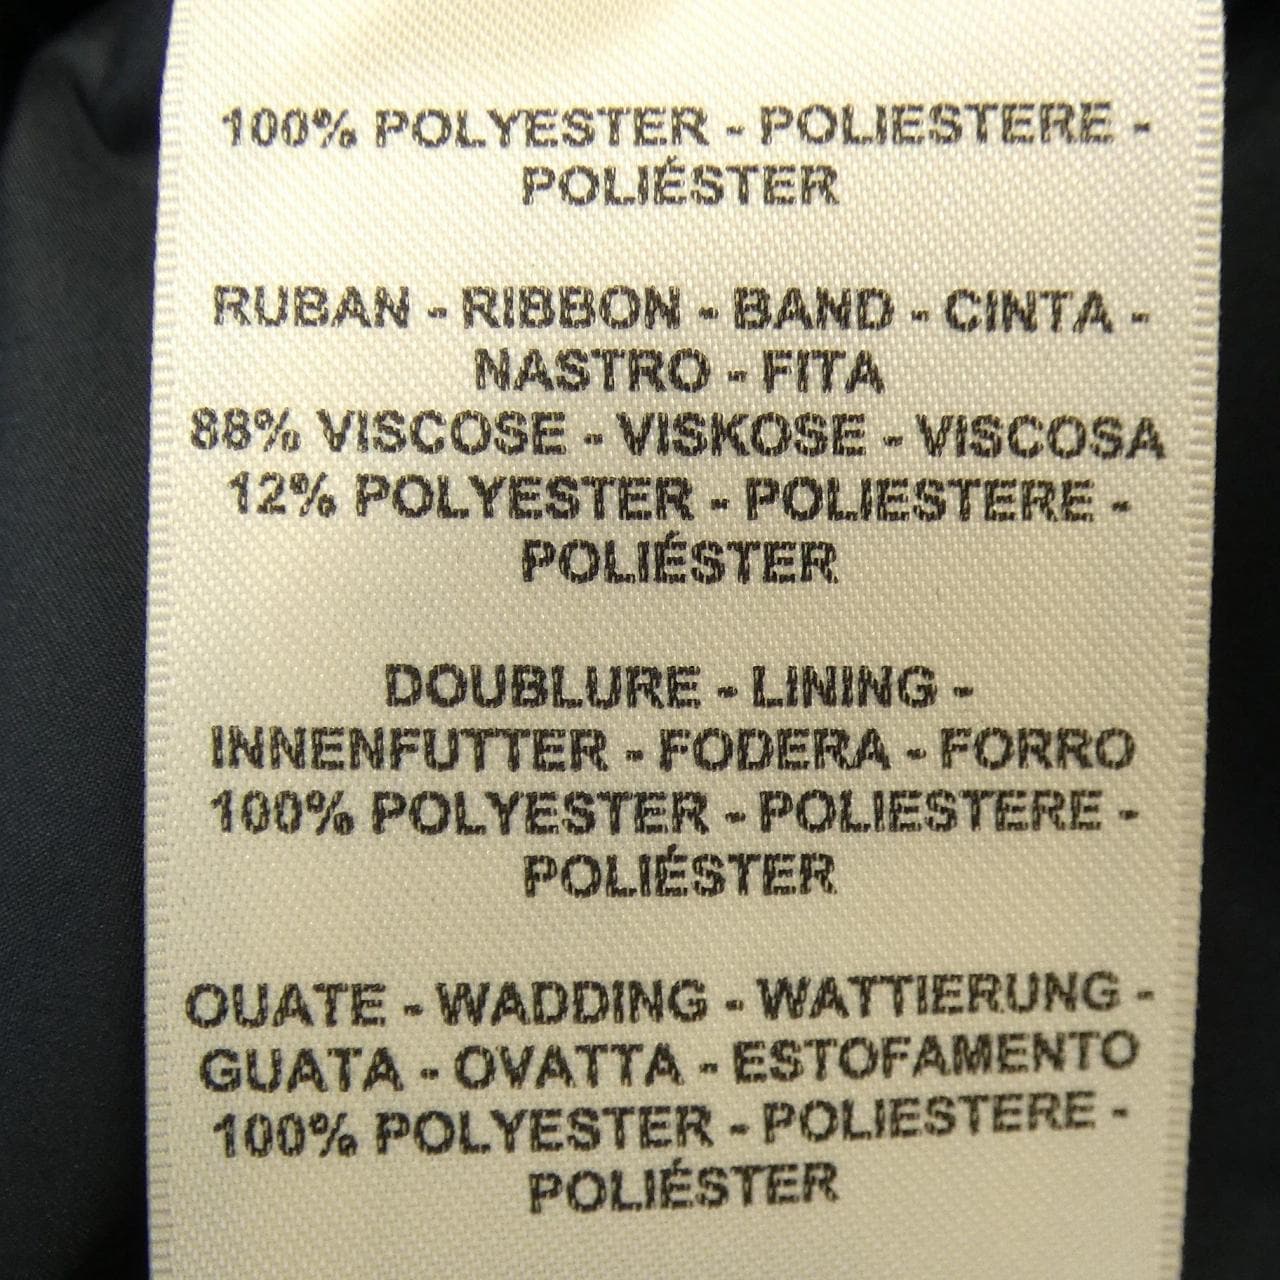 100% POLYESTER - POLIESTERE -
POLIÉSTER
RUBAN - RIBBON - BAND - CINTA -
NASTRO - FITA
88% VISCOSE - VISKOSE - VISCOSA
12% POLYESTER - POLIESTERE -
POLIÉSTER
DOUBLURE - LINING -
INNENFUTTER - FODERA - FORRO
100% POLYESTER - POLIESTERE -
POLIÉSTER
OUATE - WADDING - WATTIERUNG -
GUATA - OVATTA - ESTOFAMENTO
100% POLYESTER - POLIESTERE -
POLIÉSTER